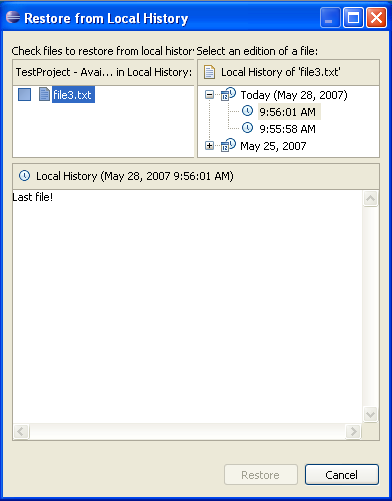 Restore from Local History
Check files to restore from local histor
Select an edition of a file:
TestProject - Avai... in Local History:
Local History of 'file3.txt'
file3.txt
Today (May 28, 2007)
9:56:01 AM
9:55:58 AM
May 25, 2007
Local History (May 28, 2007 9:56:01 AM)
Last file!
Restore
Cancel